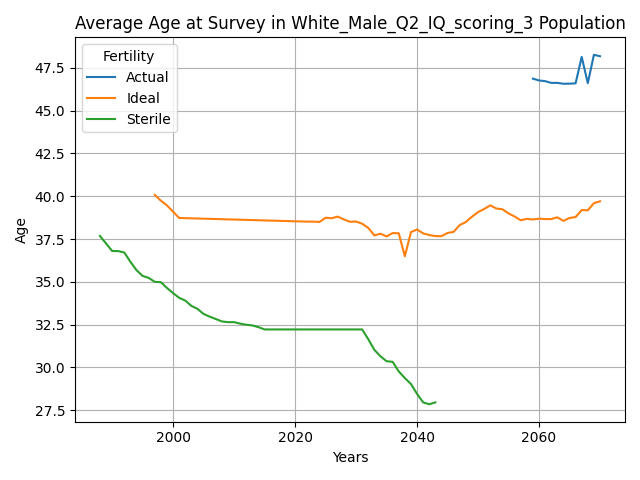 Average Age at Survey in White_Male_Q2_IQ_scoring_3 Population
Fertility
Actual
Ideal
Sterile
47.5
45.0
42.5
40.0
37.5
35.0
32.5
30.0
27.5
Age
2000
2020
2040
2060
Years